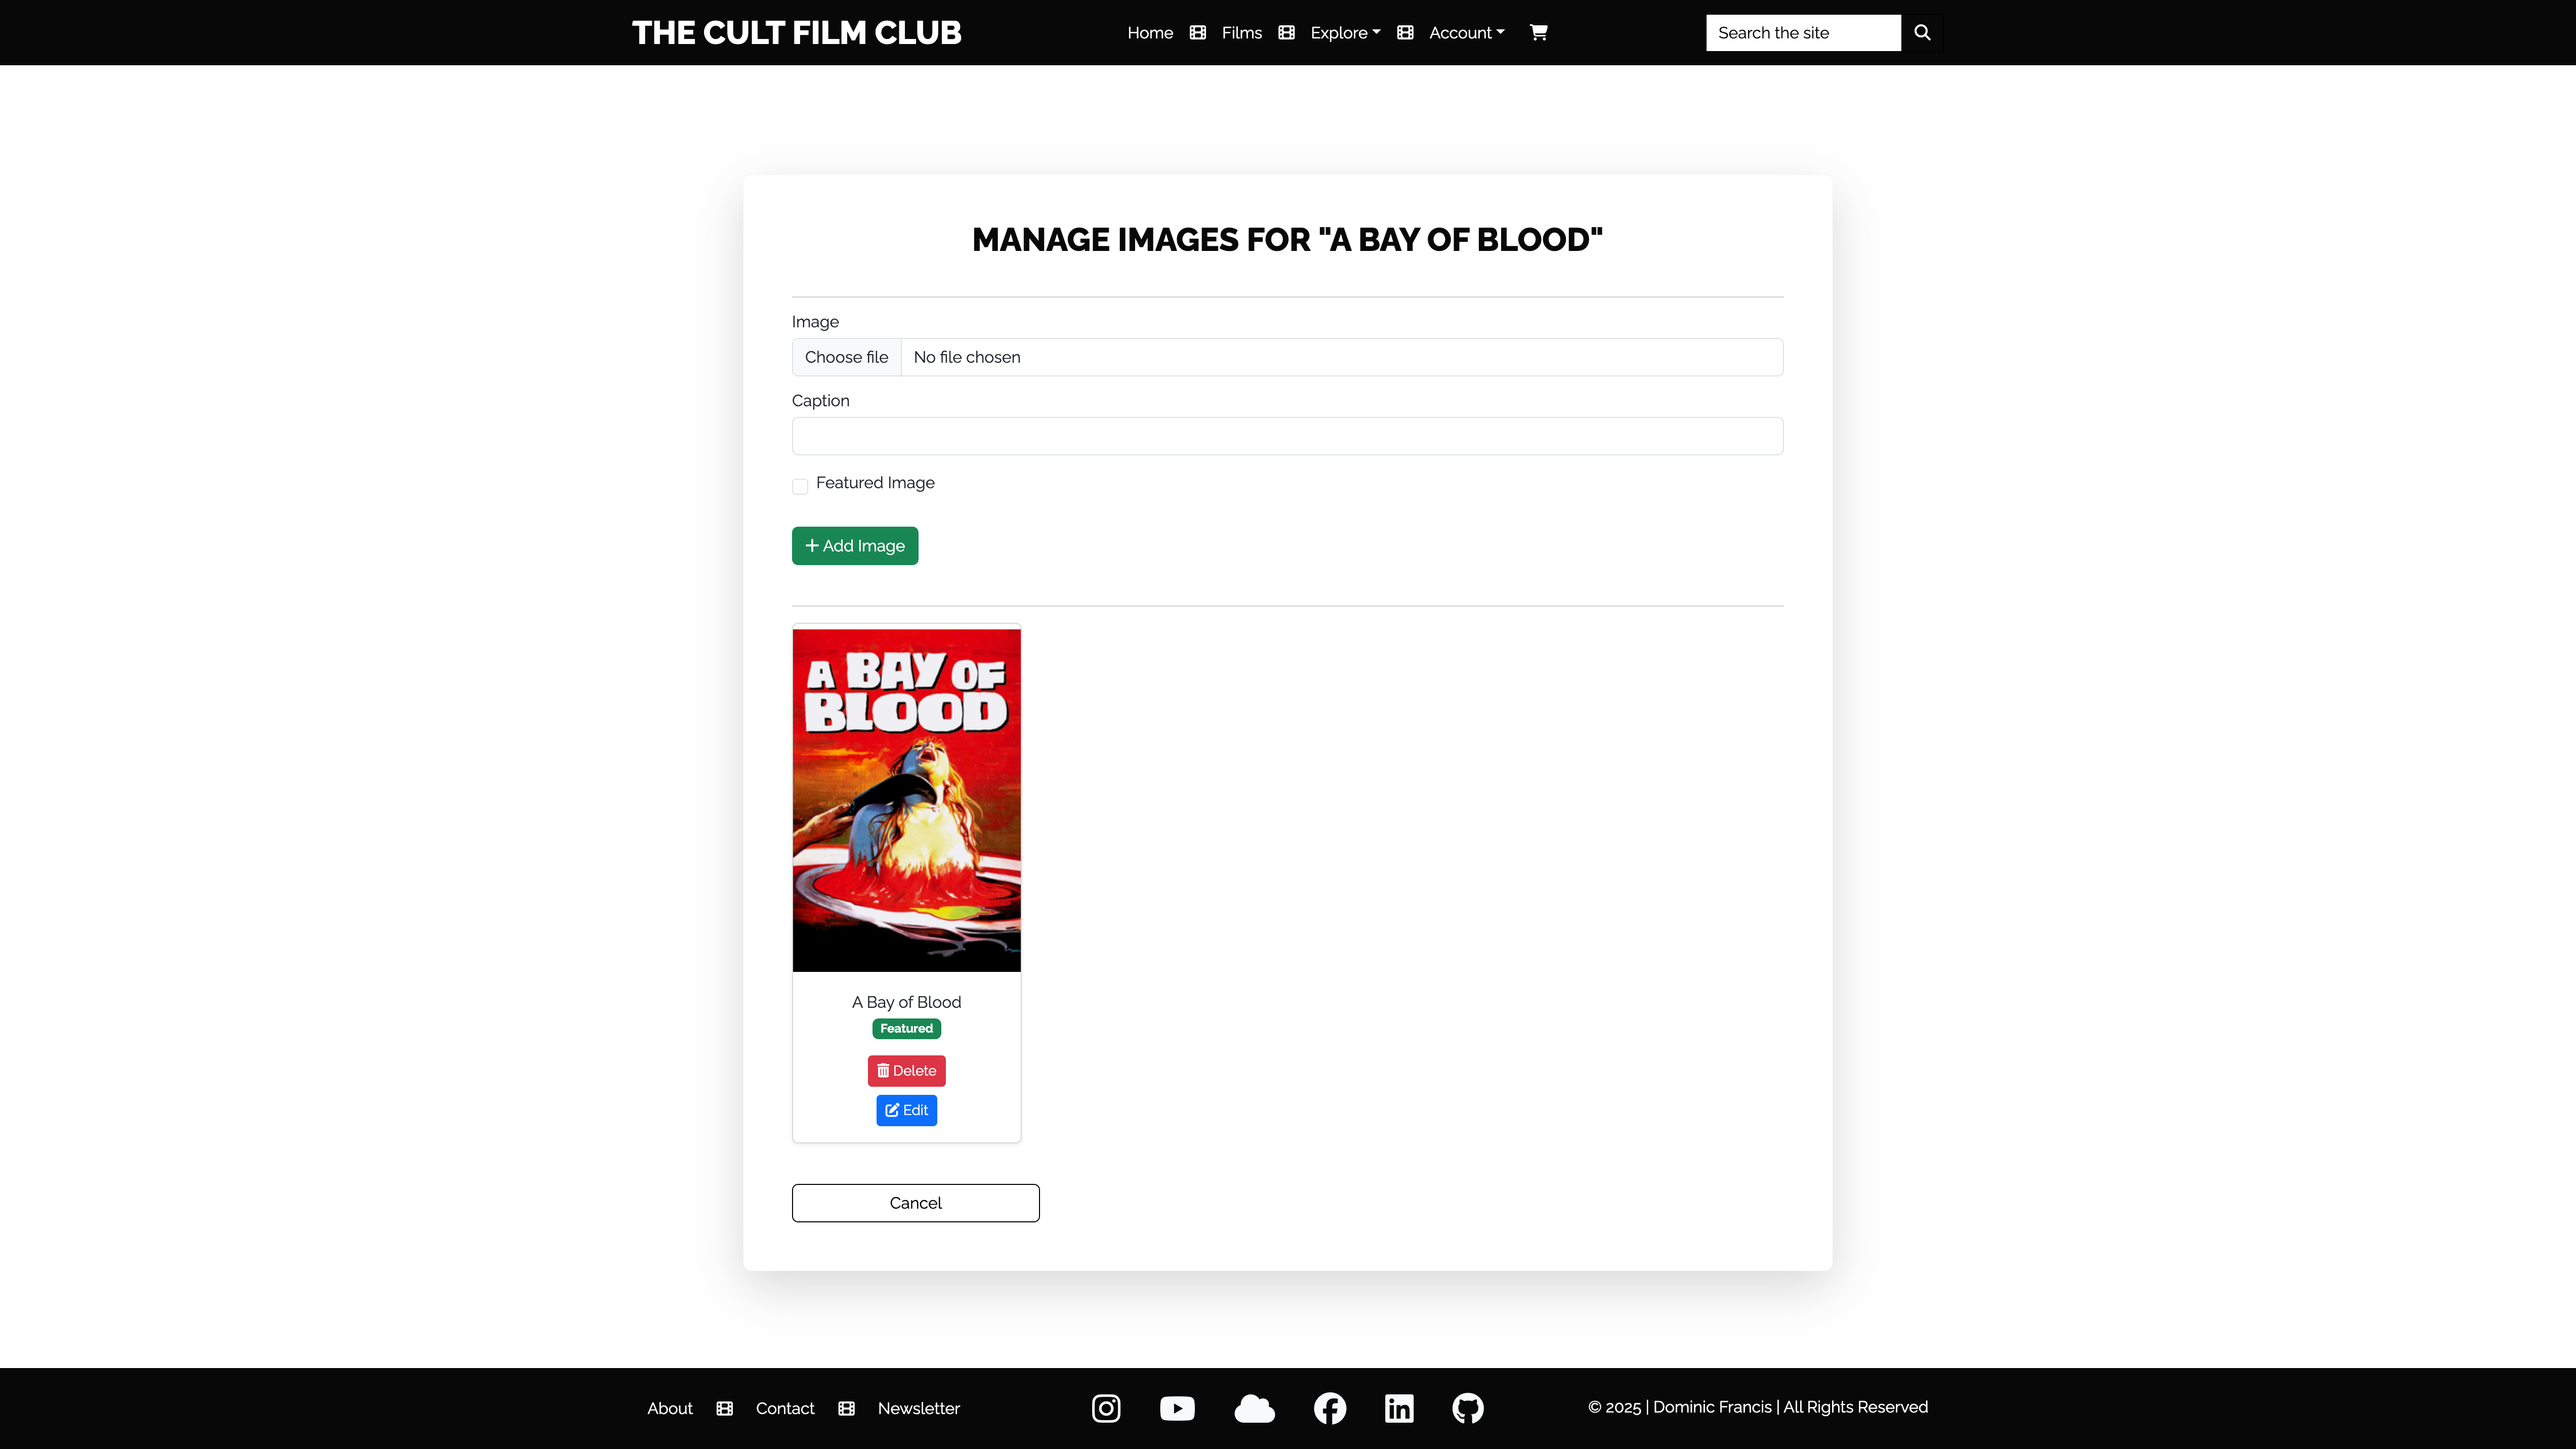 THE CULT FILM CLUB
Home Films Explore Account
Search the site
MANAGE IMAGES FOR "A BAY OF BLOOD"
Image
Choose file No file chosen
Caption
Featured Image
Add Image
A BAY OF
BLOOD
A Bay of Blood
Featured
Delete
Edit
Cancel
About Contact Newsletter
© 2025 | Dominic Francis | All Rights Reserved